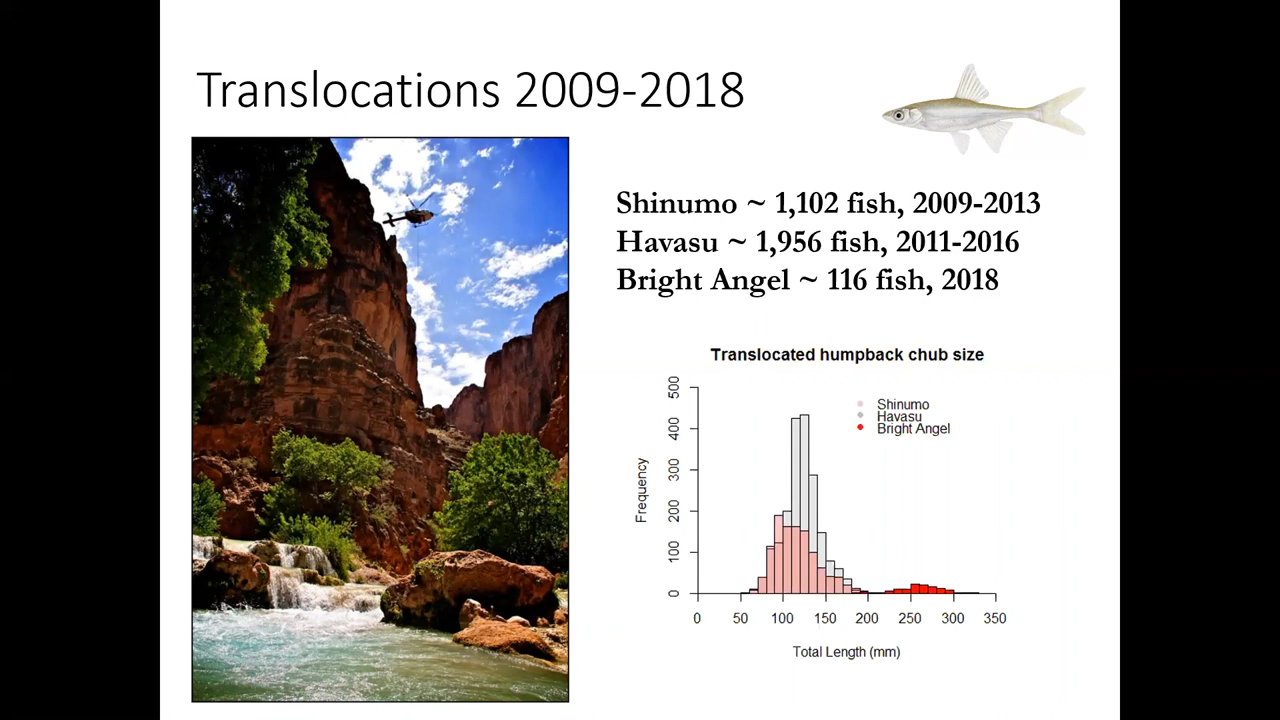 Translocations 2009-2018
Shinumo ~ 1,102 fish, 2009-2013
Havasu ~ 1,956 fish, 2011-2016
Bright Angel ~ 116 fish, 2018
Translocated humpback chub size
Shinumo
Havasu
Bright Angel
Frequency
500
400
300
200
100
0
0 50 100 150 200 250 300 350
Total Length (mm)